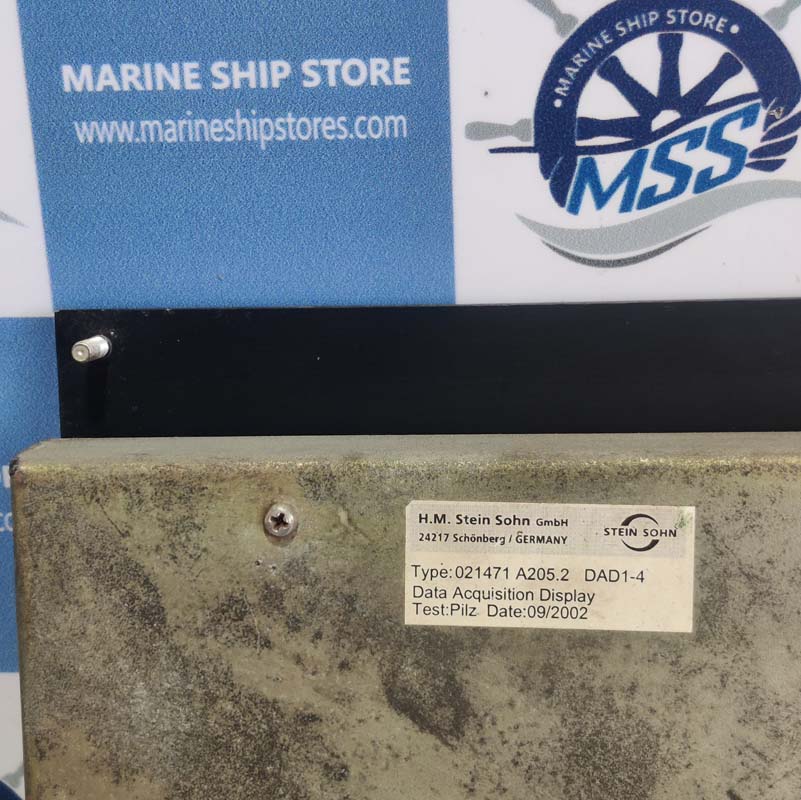 MARINE SHIP STORE
www.marineshipstores.com
•MARINE SHIP STORE•
MSS
H.M. Stein Sohn GmbH
24217 Schönberg / GERMANY
STEIN SOHN
Type:021471 A205.2 DAD1-4
Data Acquisition Display
Test:Pilz Date:09/2002